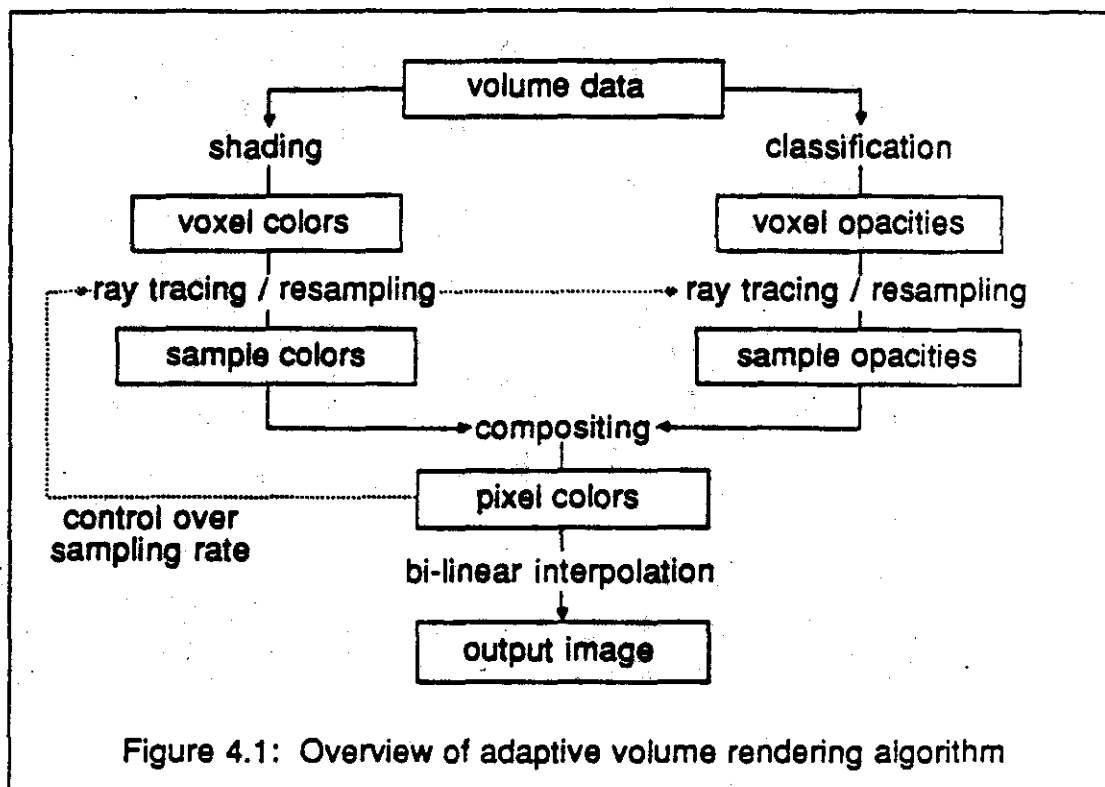 volume data
shading
classification
voxel colors
voxel opacities
ray tracing / resampling
ray tracing / resampling
sample colors
sample opacities
compositing
pixel colors
control over
sampling rate
bi-linear interpolation
output image
Figure 4.1: Overview of adaptive volume rendering algorithm